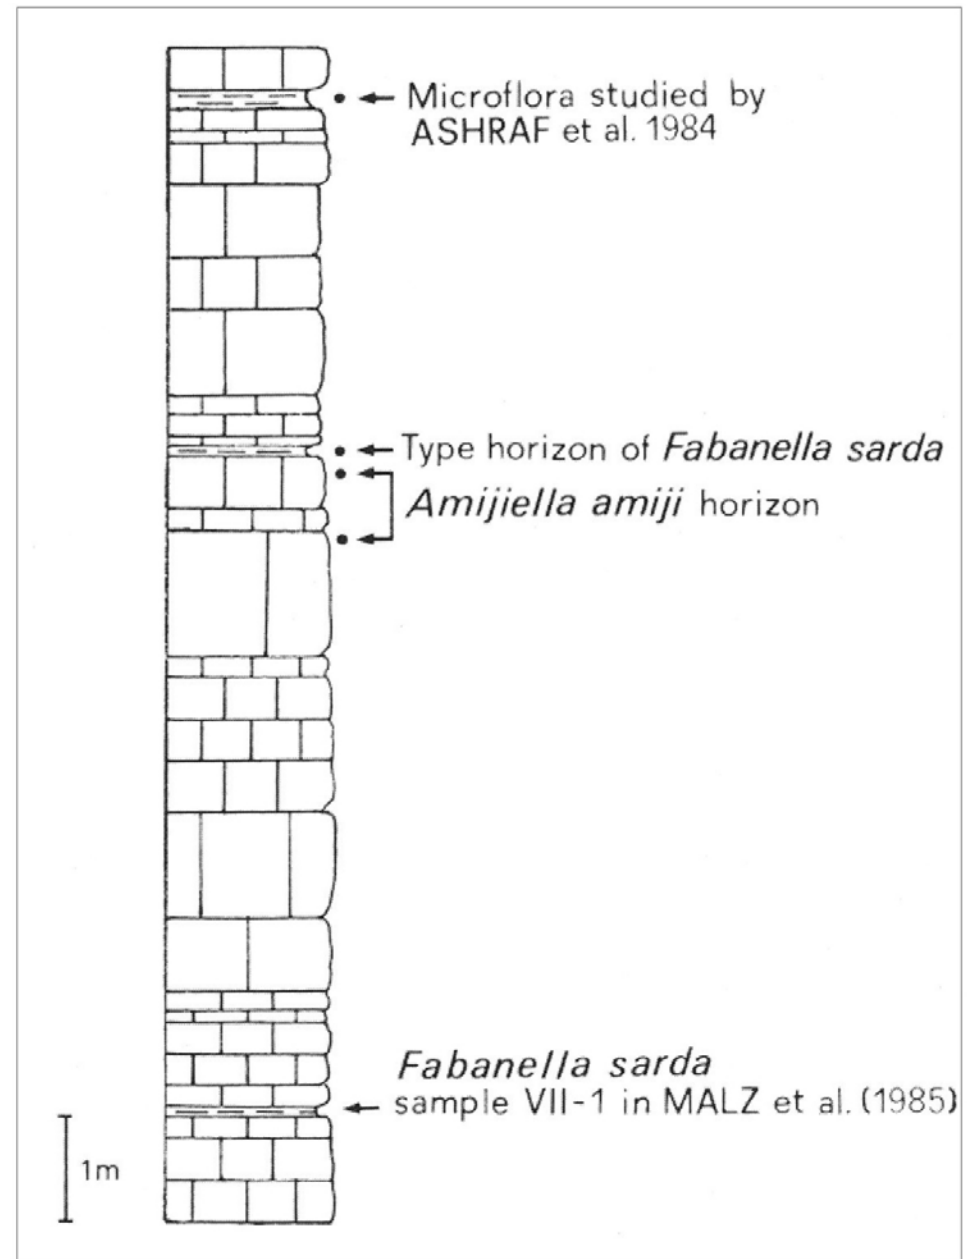 Microflora studied by
ASHRAF et al. 1984
Type horizon of Fabanella sarda
Amijiella amiji horizon
Fabanella sarda
sample VII-1 in MALZ et al. (1985)
1m